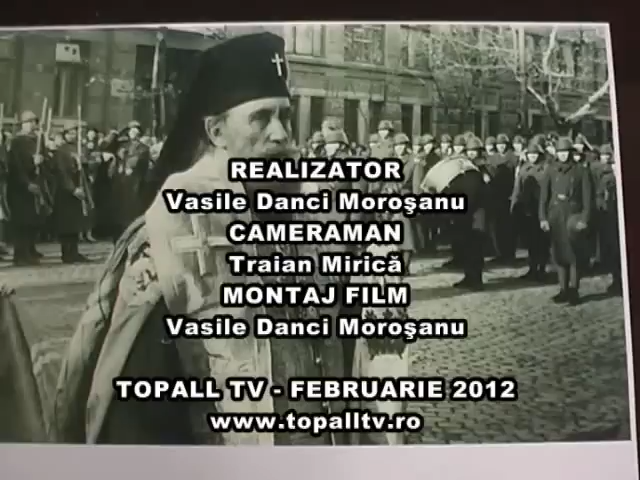 REALIZATOR
Vasile Danci Moroşanu
CAMERAMAN
Traian Mirică
MONTAJ FILM
Vasile Danci Moroşanu
TOPALL TV - FEBRUARIE 2012
www.topalltv.ro